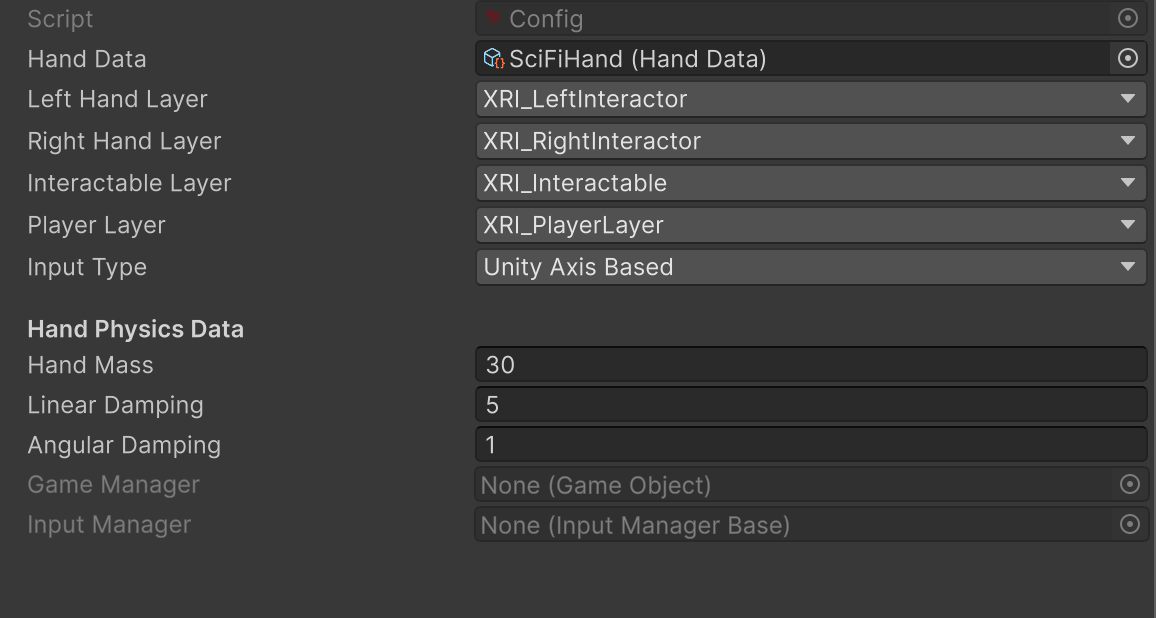 Script Config
Hand Data SciFiHand (Hand Data)
Left Hand Layer XRI_LeftInteractor
Right Hand Layer XRI_RightInteractor
Interactable Layer XRI_Interactable
Player Layer XRI_PlayerLayer
Input Type Unity Axis Based
Hand Physics Data
Hand Mass 30
Linear Damping 5
Angular Damping 1
Game Manager None (Game Object)
Input Manager None (Input Manager Base)